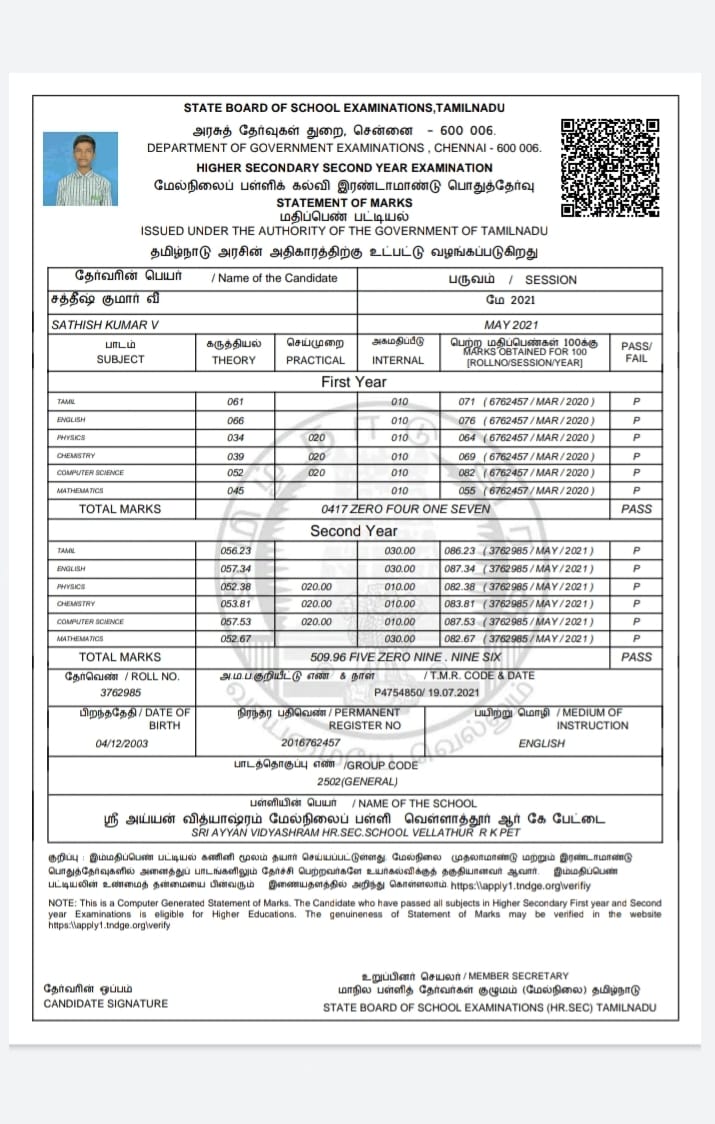 STATE BOARD OF SCHOOL EXAMINATIONS,TAMILNADU
அரசுத் தேர்வுகள் துறை, சென்னை - 600 006.
DEPARTMENT OF GOVERNMENT EXAMINATIONS , CHENNAI - 600 006.
HIGHER SECONDARY SECOND YEAR EXAMINATION
மேல்நிலைப் பள்ளிக் கல்வி இரண்டாமாண்டு பொதுத்தேர்வு
STATEMENT OF MARKS
மதிப்பெண் பட்டியல்
ISSUED UNDER THE AUTHORITY OF THE GOVERNMENT OF TAMILNADU
தமிழ்நாடு அரசின் அதிகாரத்திற்கு உட்பட்டு வழங்கப்படுகிறது
தேர்வரின் பெயர் / Name of the Candidate பருவம் / SESSION
சத்தீஷ் குமார் வீ மே 2021
SATHISH KUMAR V MAY 2021
பாடம் கருத்தியல் செய்முறை அகமதிப்பீடு பெற்ற மதிப்பெண்கள் 100க்கு PASS/
SUBJECT THEORY PRACTICAL INTERNAL MARKS OBTAINED FOR 100 FAIL
[ROLLNO/SESSION/YEAR]
First Year
TAMIL 061 010 071 ( 6762457 / MAR / 2020 ) P
ENGLISH 066 010 076 ( 6762457 / MAR / 2020 ) P
PHYSICS 034 020 010 064 ( 6762457 / MAR / 2020 ) P
CHEMISTRY 039 020 010 069 ( 6762457 / MAR / 2020 ) P
COMPUTER SCIENCE 052 020 010 082 ( 6762457 / MAR / 2020 ) P
MATHEMATICS 045 010 055 ( 6762457 / MAR / 2020 ) P
TOTAL MARKS 0417 ZERO FOUR ONE SEVEN PASS
Second Year
TAMIL 056.23 030.00 086.23 ( 3762985 / MAY / 2021 ) P
ENGLISH 057.34 030.00 087.34 ( 3762985 / MAY / 2021 ) P
PHYSICS 052.38 020.00 010.00 082.38 ( 3762985 / MAY / 2021 ) P
CHEMISTRY 053.81 020.00 010.00 083.81 ( 3762985 / MAY / 2021 ) P
COMPUTER SCIENCE 057.53 020.00 010.00 087.53 ( 3762985 / MAY / 2021 ) P
MATHEMATICS 052.67 030.00 082.67 ( 3762985 / MAY / 2021 ) P
TOTAL MARKS 509.96 FIVE ZERO NINE . NINE SIX PASS
தேர்வெண் / ROLL NO. அ.ம.ப.குறியீட்டு எண் & நாள் / T.M.R. CODE & DATE
3762985 P4754850/ 19.07.2021
பிறந்ததேதி / DATE OF BIRTH நிரந்தர பதிவெண் / PERMANENT REGISTER NO பயிற்று மொழி / MEDIUM OF INSTRUCTION
04/12/2003 2016762457 ENGLISH
பாடத்தொகுப்பு எண் /GROUP CODE
2502(GENERAL)
பள்ளியின் பெயர் / NAME OF THE SCHOOL
ஸ்ரீ அய்யன் வித்யாஷ்ரம் மேல்நிலைப் பள்ளி வெள்ளாத்தூர் ஆர் கே பேட்டை
SRI AYYAN VIDYASHRAM HR.SEC.SCHOOL VELLATHUR R K PET
குறிப்பு : இம்மதிப்பெண் பட்டியல் கணினி மூலம் தயார் செய்யப்பட்டுள்ளது. மேல்நிலை முதலாமாண்டு மற்றும் இரண்டாமாண்டு
பொதுத்தேர்வுகளில் அனைத்துப் பாடங்களிலும் தேர்ச்சி பெற்றவர்களே உயர்கல்விக்குத் தகுதியானவர் ஆவார். இம்மதிப்பெண்
பட்டியலின் உண்மைத் தன்மையை பின்வரும் இணையதளத்தில் அறிந்து கொள்ளலாம். https:\\apply1.tndge.org\verifiy
NOTE: This is a Computer Generated Statement of Marks. The Candidate who have passed all subjects in Higher Secondary First year and Second
year Examinations is eligible for Higher Educations. The genuineness of Statement of Marks may be verified in the website
https:\\apply1.tndge.org\verify
உறுப்பினர் செயலர் / MEMBER SECRETARY
தேர்வரின் ஒப்பம் மாநில பள்ளித் தேர்வுகள் குழுமம் (மேல்நிலை) தமிழ்நாடு
CANDIDATE SIGNATURE STATE BOARD OF SCHOOL EXAMINATIONS (HR.SEC) TAMILNADU